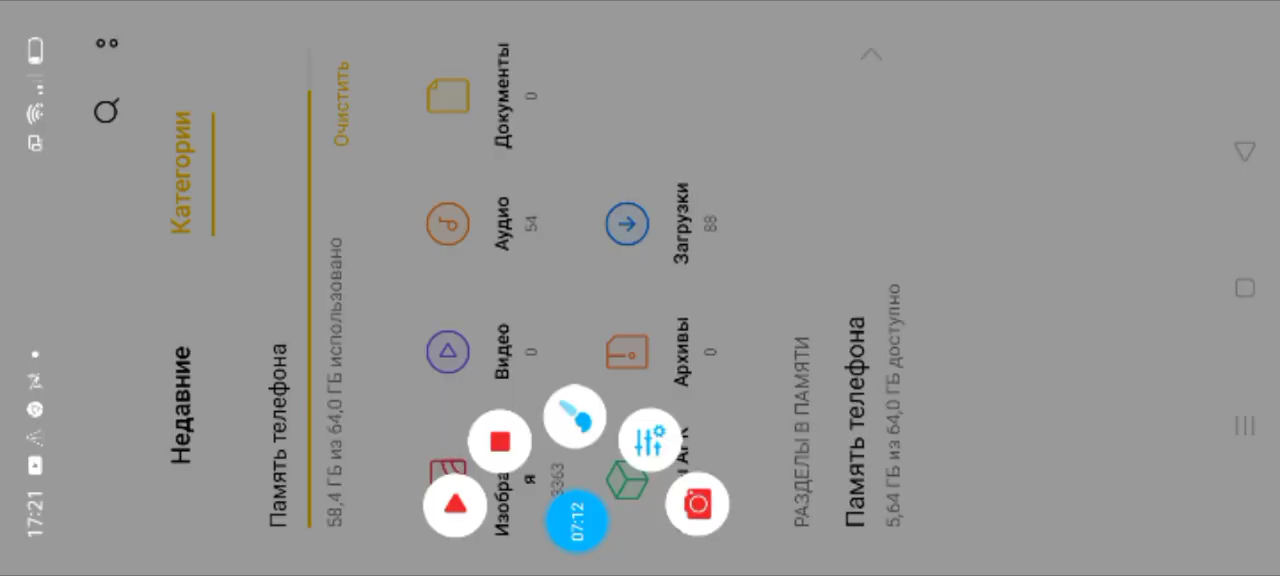 17:21
Недавние
Категории
Память телефона
58,4 ГБ из 64,0 ГБ использовано
Очистить
Изобра
я
3363
Видео
0
Аудио
54
Документы
0
АРК
Архивы
0
Загрузки
88
07:12
РАЗДЕЛЫ В ПАМЯТИ
Память телефона
5,64 ГБ из 64,0 ГБ доступно